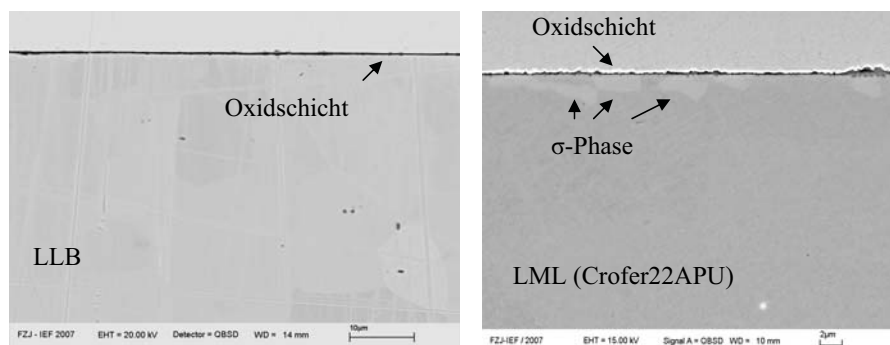 Oxidschicht
LLB
FZJ - IEF 2007 EHT = 20.00 kV Detector = QBSD WD = 14 mm 10µm
Oxidschicht
σ-Phase
LML (Crofer22APU)
FZJ-IEF / 2007 EHT = 15.00 kV Signal A = QBSD WD = 10 mm 2µm